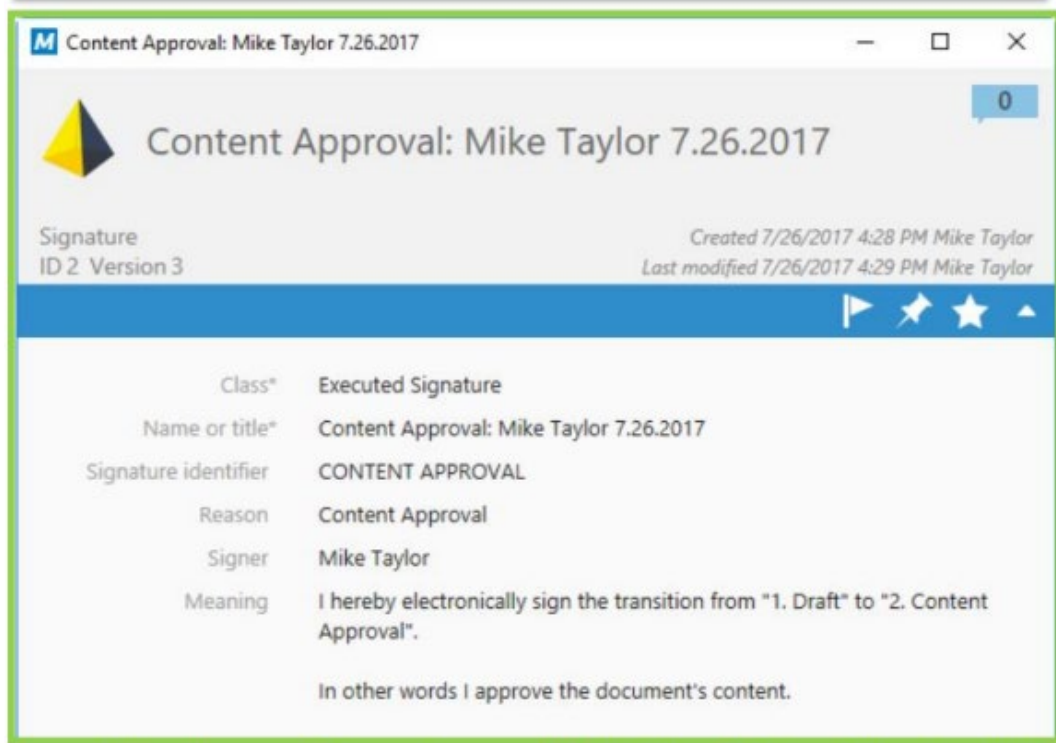 M Content Approval: Mike Taylor 7.26.2017
0
Content Approval: Mike Taylor 7.26.2017
Signature
Created 7/26/2017 4:28 PM Mike Taylor
ID 2 Version 3
Last modified 7/26/2017 4:29 PM Mike Taylor
Class* Executed Signature
Name or title* Content Approval: Mike Taylor 7.26.2017
Signature identifier CONTENT APPROVAL
Reason Content Approval
Signer Mike Taylor
Meaning I hereby electronically sign the transition from "1. Draft" to "2. Content
Approval".
In other words I approve the document's content.